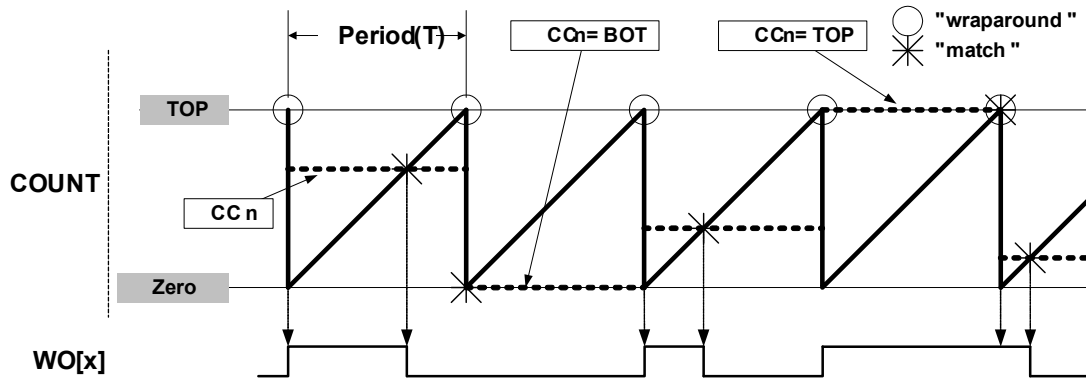 Period(T)
CCn= BOT
CCn= TOP
"wraparound "
"match "
TOP
COUNT
CC n
Zero
WO[x]